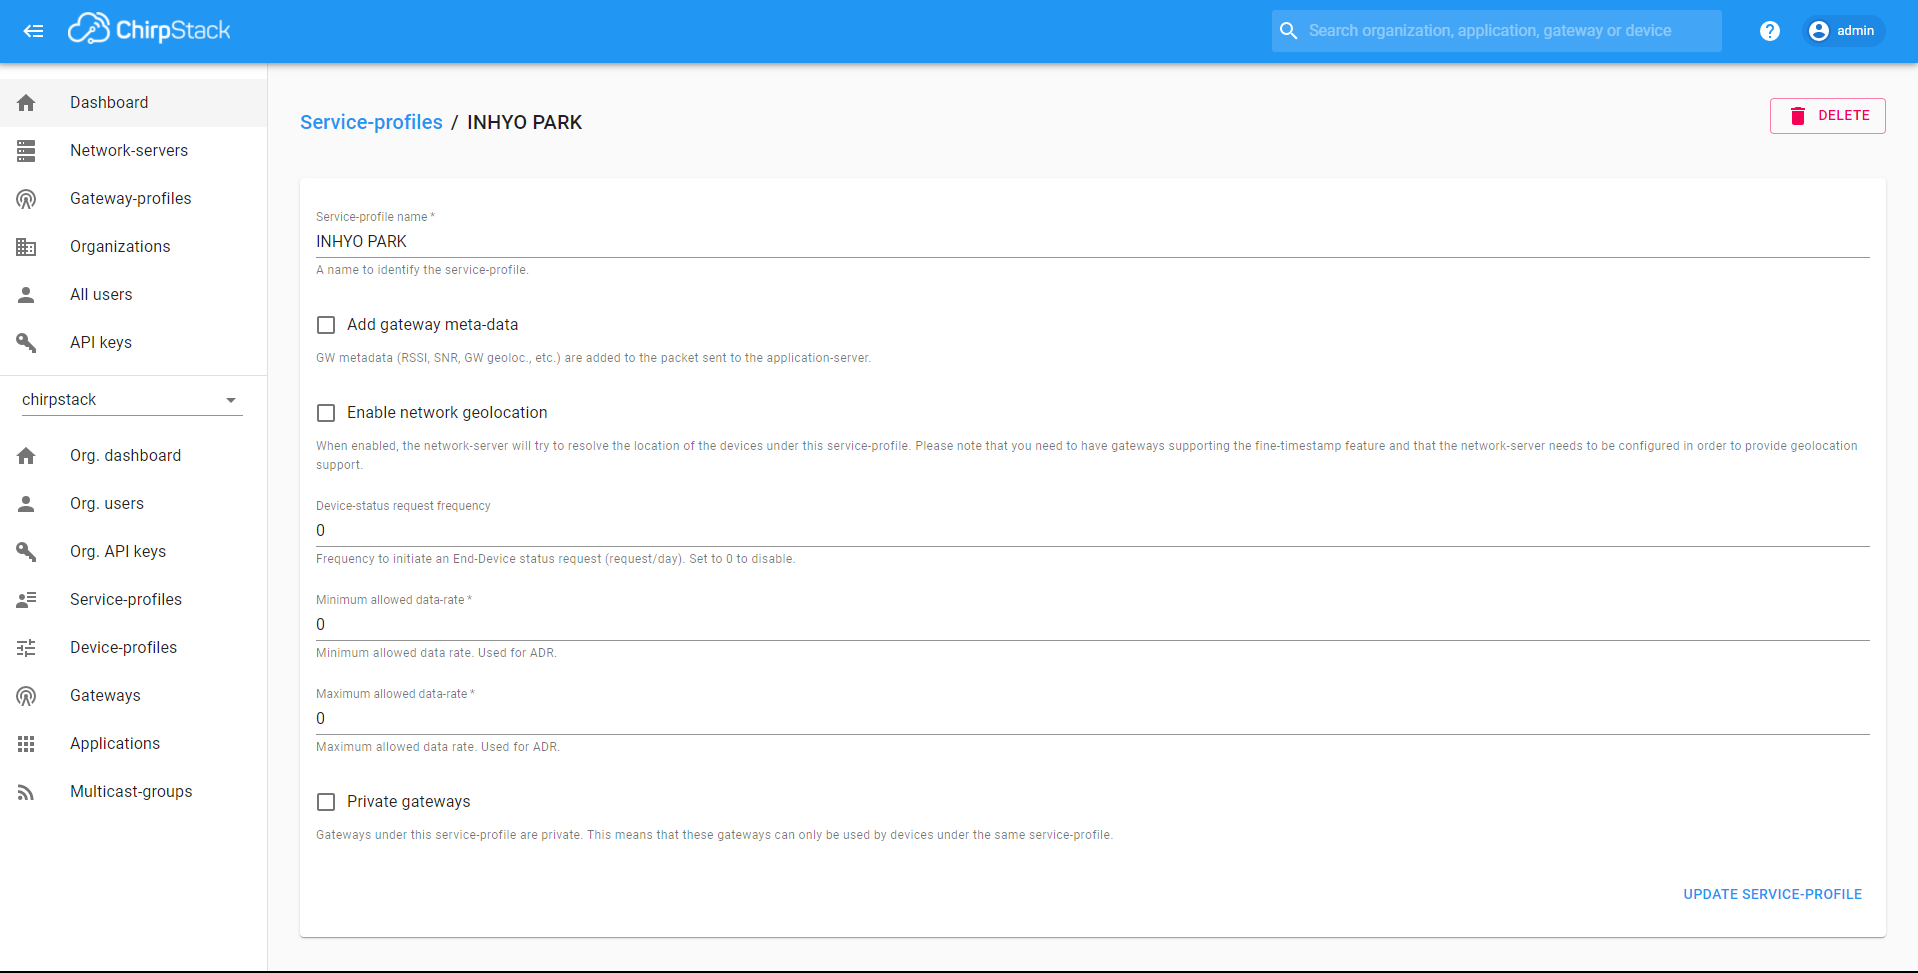 ChirpStack
Search organization, application, gateway or device
?
admin
Dashboard
Network-servers
Gateway-profiles
Organizations
All users
API keys
chirpstack
Org. dashboard
Org. users
Org. API keys
Service-profiles
Device-profiles
Gateways
Applications
Multicast-groups
Service-profiles / INHYO PARK
DELETE
Service-profile name *
INHYO PARK
A name to identify the service-profile.
Add gateway meta-data
GW metadata (RSSI, SNR, GW geoloc., etc.) are added to the packet sent to the application-server.
Enable network geolocation
When enabled, the network-server will try to resolve the location of the devices under this service-profile. Please note that you need to have gateways supporting the fine-timestamp feature and that the network-server needs to be configured in order to provide geolocation
support.
Device-status request frequency
0
Frequency to initiate an End-Device status request (request/day). Set to 0 to disable.
Minimum allowed data-rate *
0
Minimum allowed data rate. Used for ADR.
Maximum allowed data-rate *
0
Maximum allowed data rate. Used for ADR.
Private gateways
Gateways under this service-profile are private. This means that these gateways can only be used by devices under the same service-profile.
UPDATE SERVICE-PROFILE